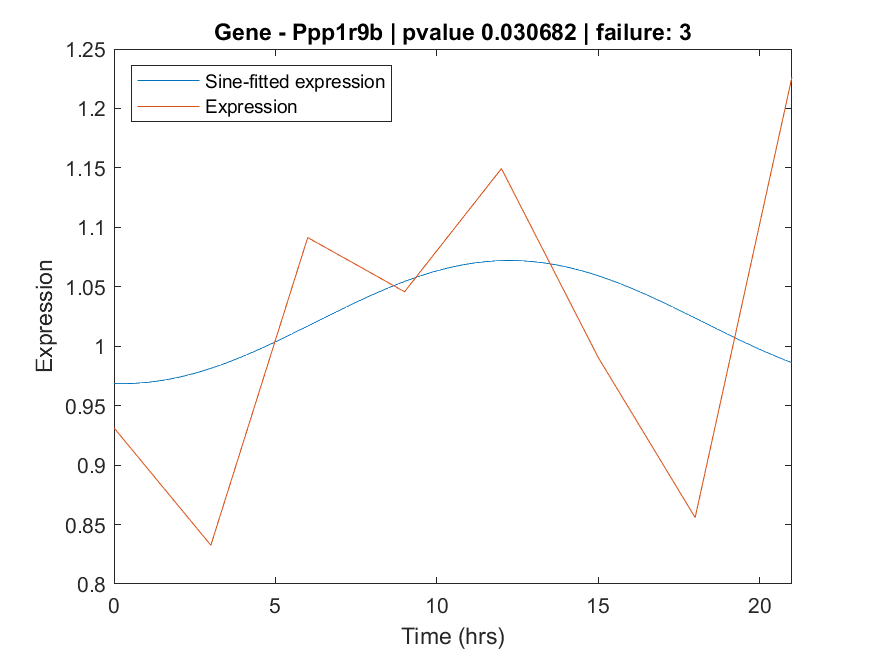 Gene - Ppp1r9b | pvalue 0.030682 | failure: 3
1.25
1.2
1.15
1.1
1.05
1
0.95
0.9
0.85
0.8
Sine-fitted expression
Expression
Expression
0 5 10 15 20
Time (hrs)